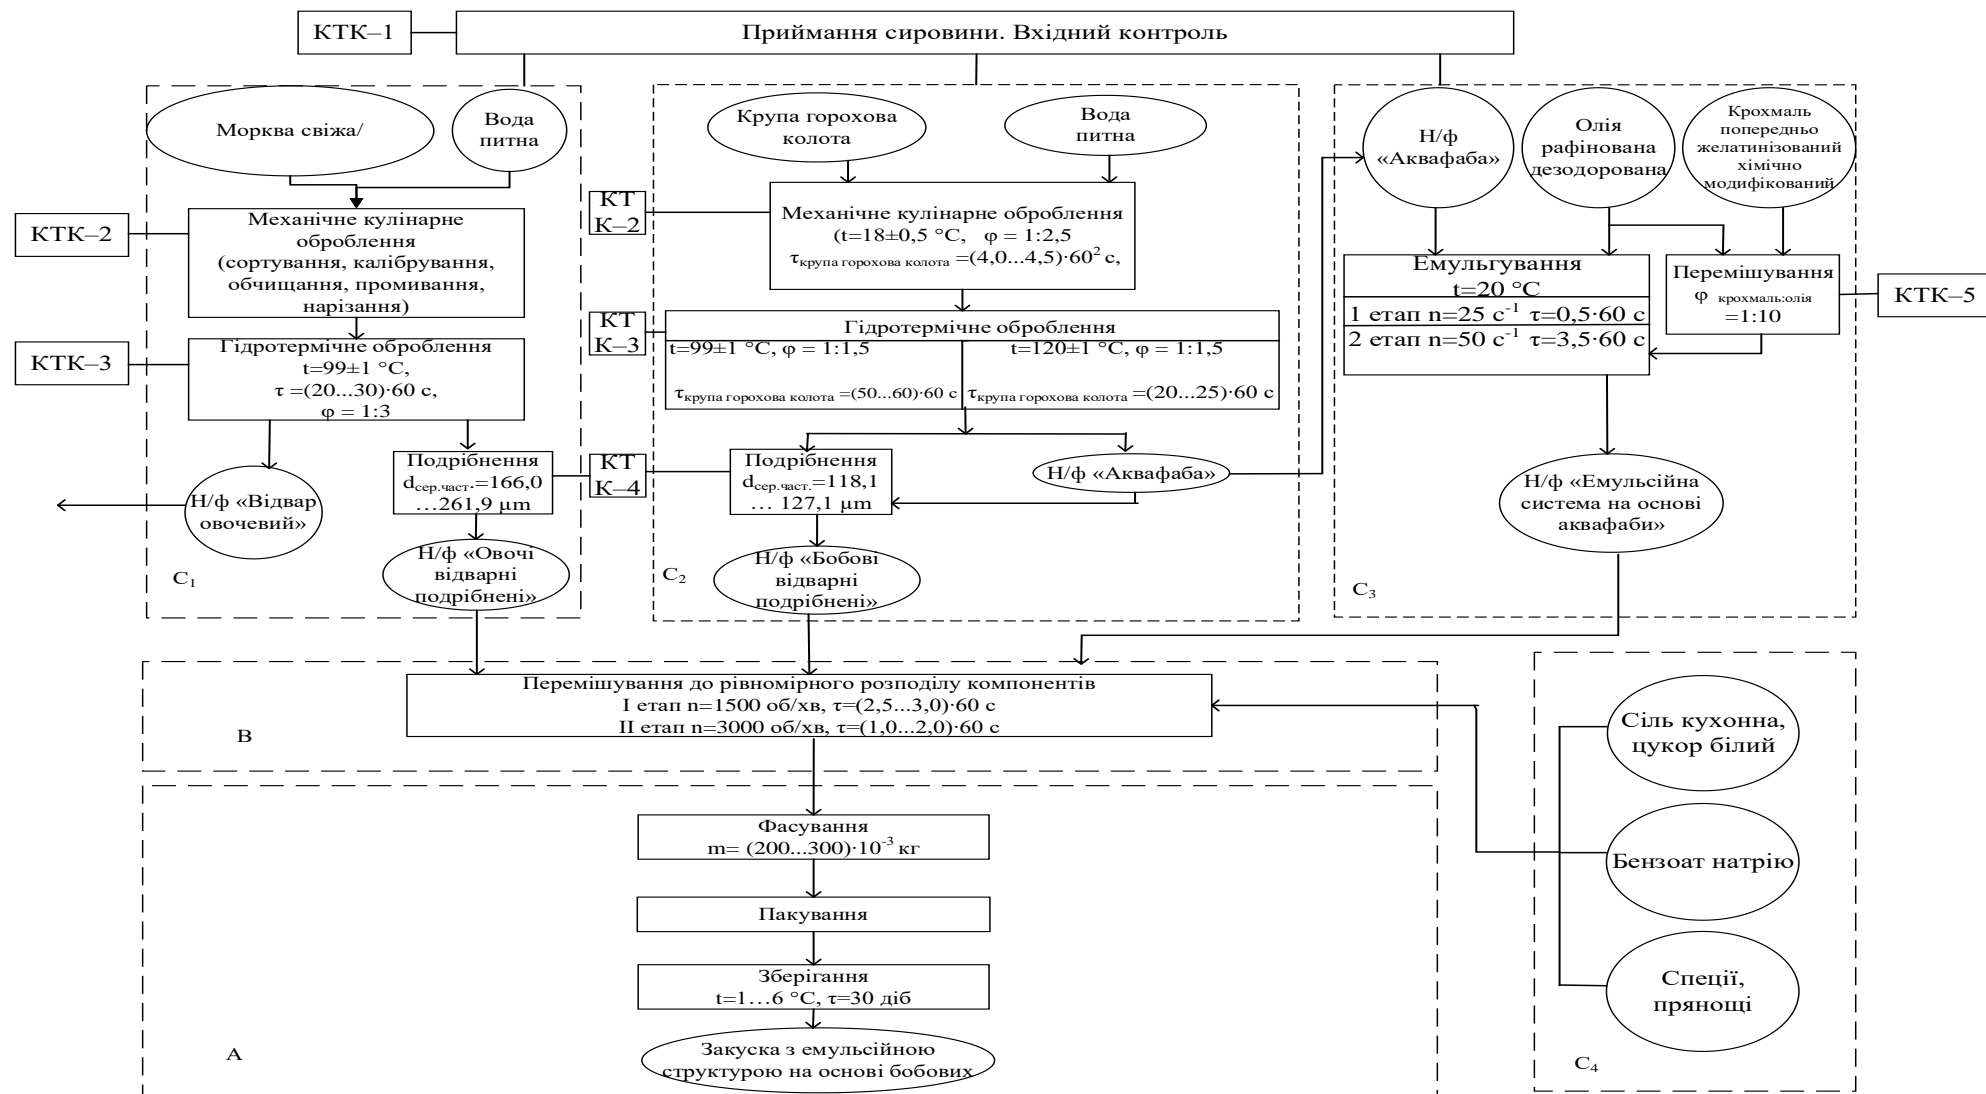 КТК–1
Приймання сировини. Вхідний контроль
Морква свіжа/
Вода
питна
КТК–2
Механічне кулінарне
оброблення
(сортування, калібрування,
обчищання, промивання,
нарізання)
КТК–3
Гідротермічне оброблення
t=99±1 °C,
τ =(20...30)·60 с,
φ = 1:3
Н/ф «Відвар
овочевий»
Подрібнення
dсер.част.=166,0
…261,9 µm
Н/ф «Овочі
відварні
подрібнені»
C1
Крупа горохова
колота
Вода
питна
КТ
К–2
Механічне кулінарне оброблення
(t=18±0,5 °C, φ = 1:2,5
τкрупа горохова колота =(4,0...4,5)·60² с,
КТ
К–3
Гідротермічне оброблення
t=99±1 °C, φ = 1:1,5
τкрупа горохова колота =(50...60)·60 с
t=120±1 °C, φ = 1:1,5
τкрупа горохова колота =(20...25)·60 с
КТ
К–4
Подрібнення
dсер.част.=118,1
… 127,1 µm
Н/ф «Аквафаба»
Н/ф «Бобові
відварні
подрібнені»
C2
Н/ф
«Аквафаба»
Олія
рафінована
дезодорована
Крохмаль
попередньо
желатинізований
хімічно
модифікований
Емульгування
t=20 °C
1 етап n=25 с⁻¹ τ=0,5·60 с
2 етап n=50 с⁻¹ τ=3,5·60 с
Перемішування
φ крохмаль:олія
=1:10
КТК–5
Н/ф «Емульсійна
система на основі
аквафаби»
C3
Перемішування до рівномірного розподілу компонентів
I етап n=1500 об/хв, τ=(2,5...3,0)·60 с
II етап n=3000 об/хв, τ=(1,0...2,0)·60 с
B
Сіль кухонна,
цукор білий
Бензоат натрію
Спеції,
прянощі
C4
Фасування
m= (200...300)·10⁻³ кг
Пакування
Зберігання
t=1…6 °C, τ=30 діб
Закуска з емульсійною
структурою на основі бобових
A